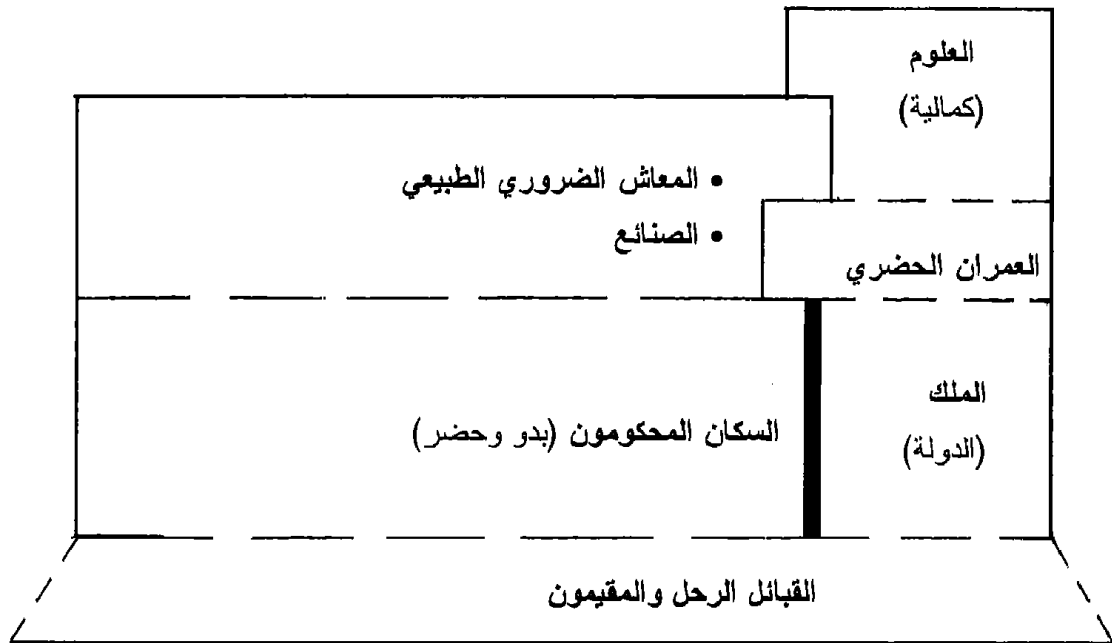 العلوم
(كمالية)
• المعاش الضروري الطبيعي
• الصنائع
العمران الحضري
الملك
(الدولة)
السكان المحكومون (بدو وحضر)
القبائل الرحل والمقيمون